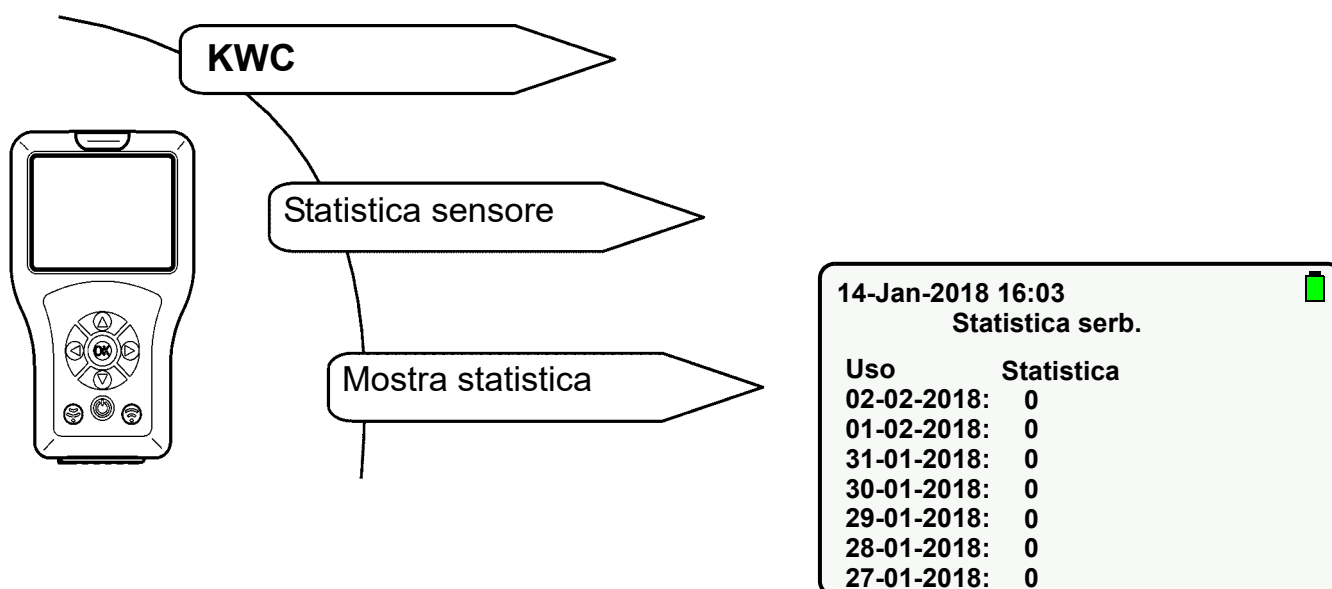 KWC
Statistica sensore
Mostra statistica
OK
14-Jan-2018 16:03
Statistica serb.
Uso Statistica
02-02-2018: 0
01-02-2018: 0
31-01-2018: 0
30-01-2018: 0
29-01-2018: 0
28-01-2018: 0
27-01-2018: 0